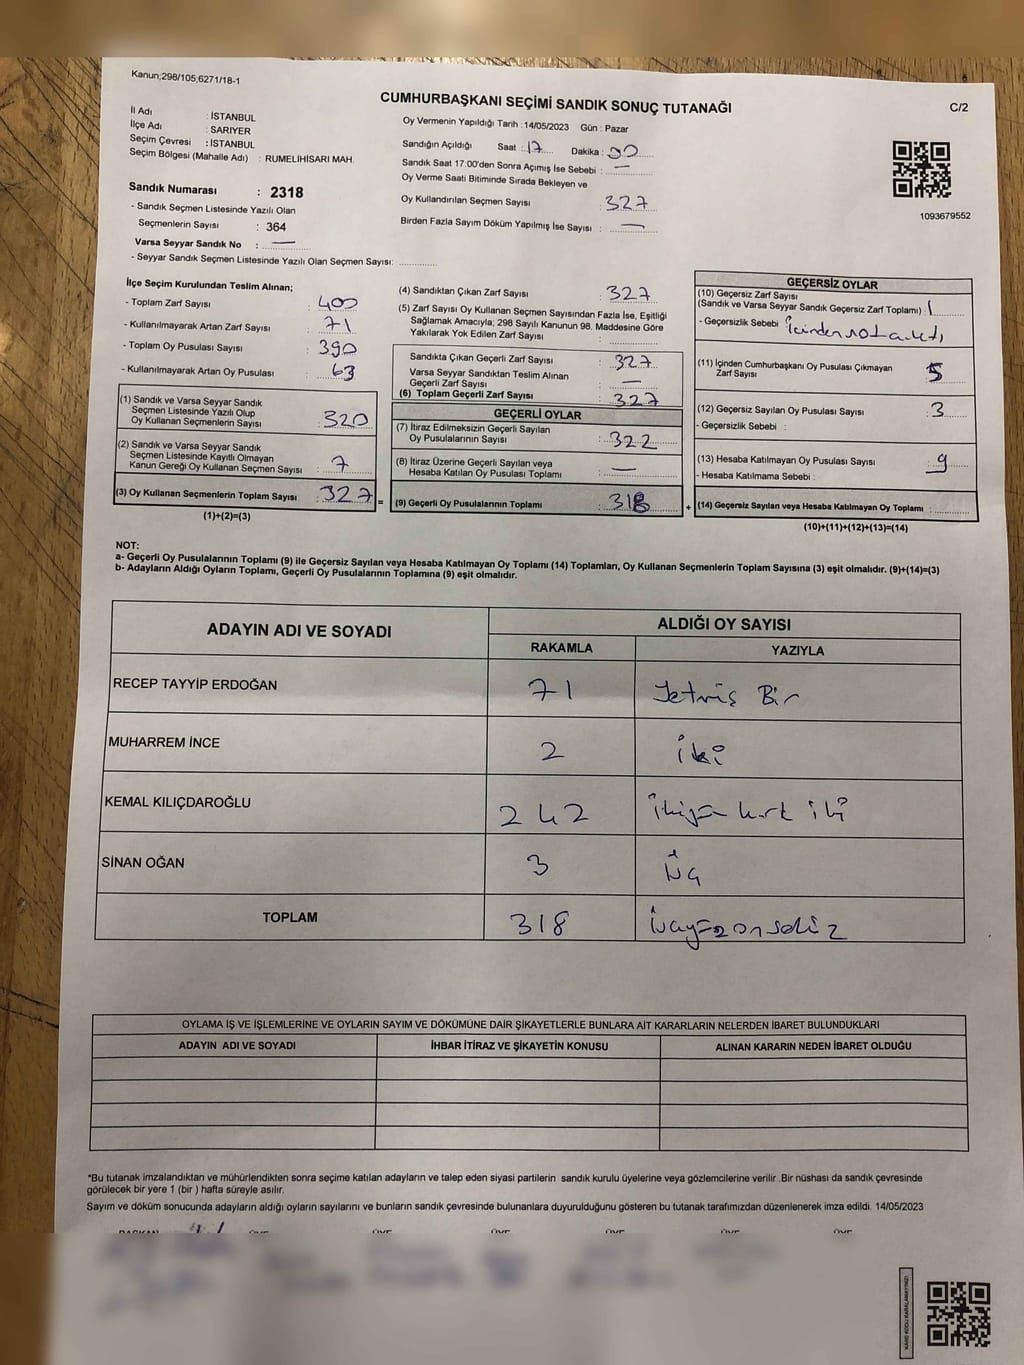 Kanun;298/105,6271/18-1
CUMHURBAŞKANI SEÇİMİ SANDIK SONUÇ TUTANAĞI
C/2
İl Adı : İSTANBUL
İlçe Adı : SARIYER
Seçim Çevresi : İSTANBUL
Seçim Bölgesi (Mahalle Adı) : RUMELİHİSARI MAH.
Sandık Numarası : 2318
- Sandık Seçmen Listesinde Yazılı Olan
Seçmenlerin Sayısı : 364
Varsa Seyyar Sandık No : —
- Seyyar Sandık Seçmen Listesinde Yazılı Olan Seçmen Sayısı:
Oy Vermenin Yapıldığı Tarih :14/05/2023 Gün : Pazar
Sandığın Açıldığı Saat : 17 Dakika :
Sandık Saat 17.00'den Sonra Açımış İse Sebebi : —
Oy Verme Saati Bitiminde Sırada Bekleyen ve
Oy Kullandırılan Seçmen Sayısı : 327
Birden Fazla Sayım Döküm Yapılmış İse Sayısı : —
1093679552
İlçe Seçim Kurulundan Teslim Alınan;
- Toplam Zarf Sayısı : 400
- Kullanılmayarak Artan Zarf Sayısı : 71
- Toplam Oy Pusulası Sayısı : 390
- Kullanılmayarak Artan Oy Pusulası : 63
(1) Sandık ve Varsa Seyyar Sandık
Seçmen Listesinde Yazılı Olup
Oy Kullanan Seçmenlerin Sayısı : 320
(2) Sandık ve Varsa Seyyar Sandık
Seçmen Listesinde Kayıtlı Olmayan
Kanun Gereği Oy Kullanan Seçmen Sayısı : 7
(3) Oy Kullanan Seçmenlerin Toplam Sayısı : 327 =
(1)+(2)=(3)
(4) Sandıktan Çıkan Zarf Sayısı : 327
(5) Zarf Sayısı Oy Kullanan Seçmen Sayısından Fazla İse, Eşitliği
Sağlamak Amacıyla, 298 Sayılı Kanunun 98. Maddesine Göre
Yakılarak Yok Edilen Zarf Sayısı :
Sandıkta Çıkan Geçerli Zarf Sayısı : 327
Varsa Seyyar Sandıktan Teslim Alınan
Geçerli Zarf Sayısı : —
(6) Toplam Geçerli Zarf Sayısı : 327
GEÇERLİ OYLAR
(7) İtiraz Edilmeksizin Geçerli Sayılan
Oy Pusulalarının Sayısı : 322
(8) İtiraz Üzerine Geçerli Sayılan veya
Hesaba Katılan Oy Pusulası Toplamı : —
(9) Geçerli Oy Pusulalarının Toplamı : 318 +
GEÇERSİZ OYLAR
(10) Geçersiz Zarf Sayısı
(Sandık ve Varsa Seyyar Sandık Geçersiz Zarf Toplamı) : 1
- Geçersizlik Sebebi :
(11) İçinden Cumhurbaşkanı Oy Pusulası Çıkmayan
Zarf Sayısı : 5
(12) Geçersiz Sayılan Oy Pusulası Sayısı : 3
- Geçersizlik Sebebi :
(13) Hesaba Katılmayan Oy Pusulası Sayısı : 9
- Hesaba Katılmama Sebebi :
(14) Geçersiz Sayılan veya Hesaba Katılmayan Oy Toplamı :
(10)+(11)+(12)+(13)=(14)
NOT:
a- Geçerli Oy Pusulalarının Toplamı (9) ile Geçersiz Sayılan veya Hesaba Katılmayan Oy Toplamı (14) Toplamları, Oy Kullanan Seçmenlerin Toplam Sayısına (3) eşit olmalıdır. (9)+(14)=(3)
b- Adayların Aldığı Oyların Toplamı, Geçerli Oy Pusulalarının Toplamına (9) eşit olmalıdır.
ADAYIN ADI VE SOYADI ALDIĞI OY SAYISI
RAKAMLA YAZIYLA
RECEP TAYYİP ERDOĞAN 71 Yetmiş Bir
MUHARREM İNCE 2 iki
KEMAL KILIÇDAROĞLU 242 ikiyüz kırk iki
SİNAN OĞAN 3 üç
TOPLAM 318 üçyüzonsekiz
OYLAMA İŞ VE İŞLEMLERİNE VE OYLARIN SAYIM VE DÖKÜMÜNE DAİR ŞİKAYETLERLE BUNLARA AİT KARARLARIN NELERDEN İBARET BULUNDUKLARI
ADAYIN ADI VE SOYADI İHBAR İTİRAZ VE ŞİKAYETİN KONUSU ALINAN KARARIN NEDEN İBARET OLDUĞU
*Bu tutanak imzalandıktan ve mühürlendikten sonra seçime katılan adayların ve talep eden siyasi partilerin sandık kurulu üyelerine veya gözlemcilerine verilir .Bir nüshası da sandık çevresinde
görülecek bir yere 1 (bir ) hafta süreyle asılır.
Sayım ve döküm sonucunda adayların aldığı oyların sayılarını ve bunların sandık çevresinde bulunanlara duyurulduğunu gösteren bu tutanak tarafımızdan düzenlenerek imza edildi. 14/05/2023
BAŞKAN ÜYE ÜYE ÜYE ÜYE ÜYE ÜYE